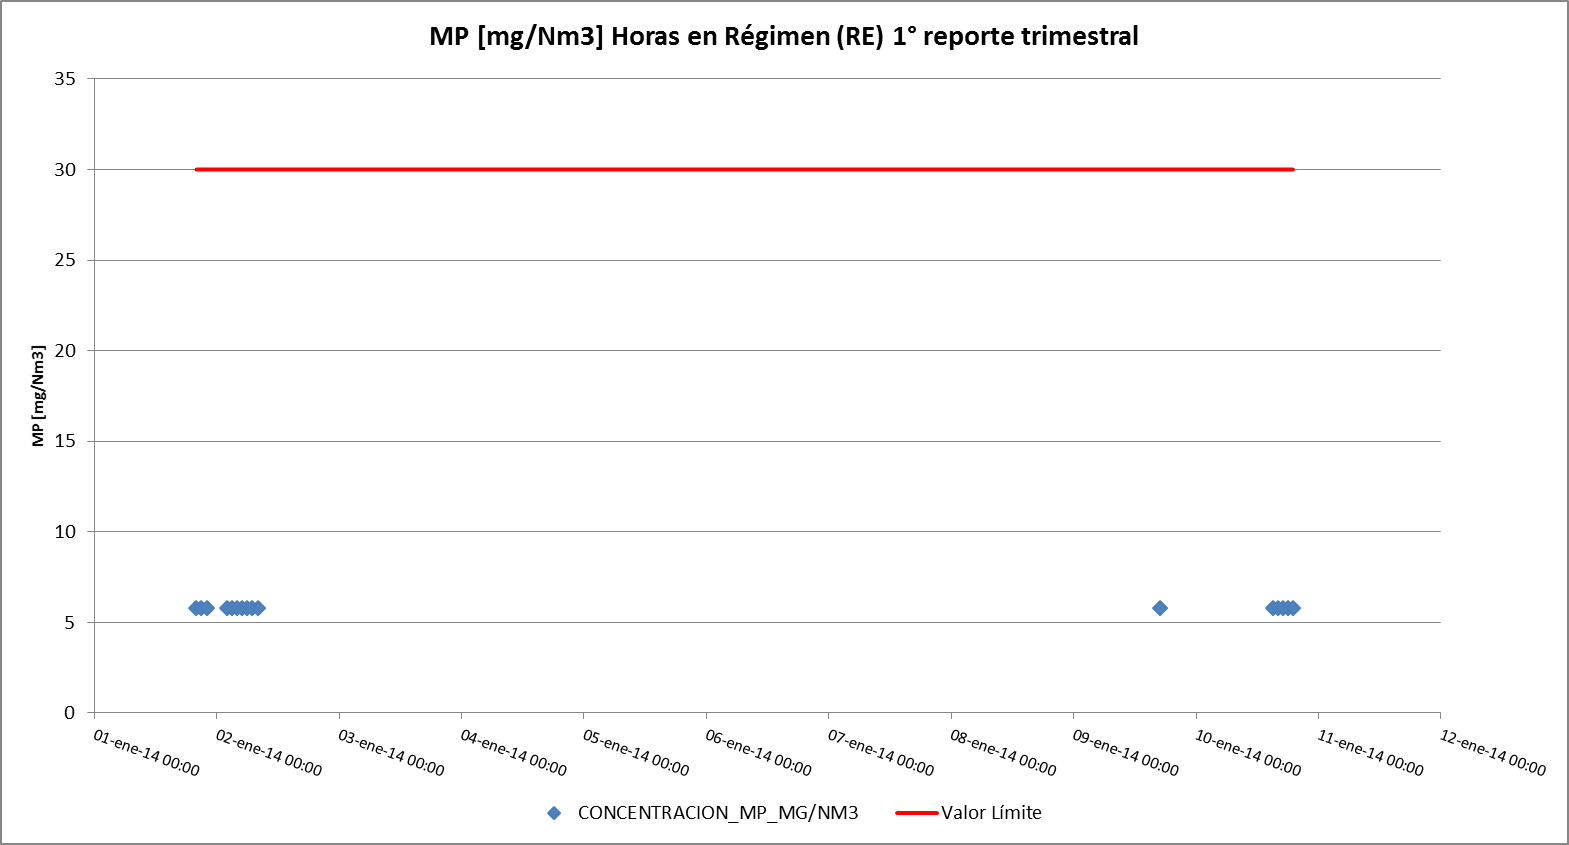 MP [mg/Nm3] Horas en Régimen (RE) 1° reporte trimestral
35
30
25
20
15
10
5
0
MP [mg/Nm3]
01-ene-14 00:00
02-ene-14 00:00
03-ene-14 00:00
04-ene-14 00:00
05-ene-14 00:00
06-ene-14 00:00
07-ene-14 00:00
08-ene-14 00:00
09-ene-14 00:00
10-ene-14 00:00
11-ene-14 00:00
12-ene-14 00:00
CONCENTRACION_MP_MG/NM3
Valor Límite